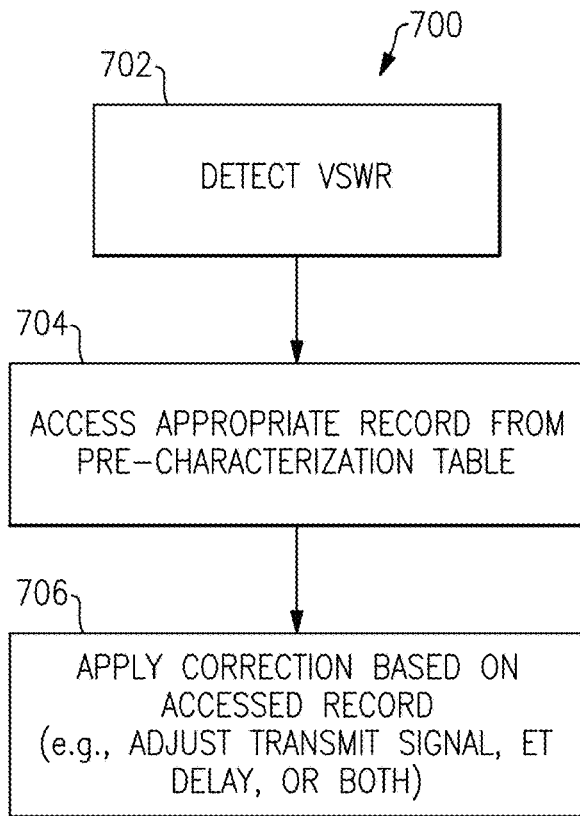 700
702
DETECT VSWR
704
ACCESS APPROPRIATE RECORD FROM
PRE-CHARACTERIZATION TABLE
706
APPLY CORRECTION BASED ON
ACCESSED RECORD
(e.g., ADJUST TRANSMIT SIGNAL, ET
DELAY, OR BOTH)